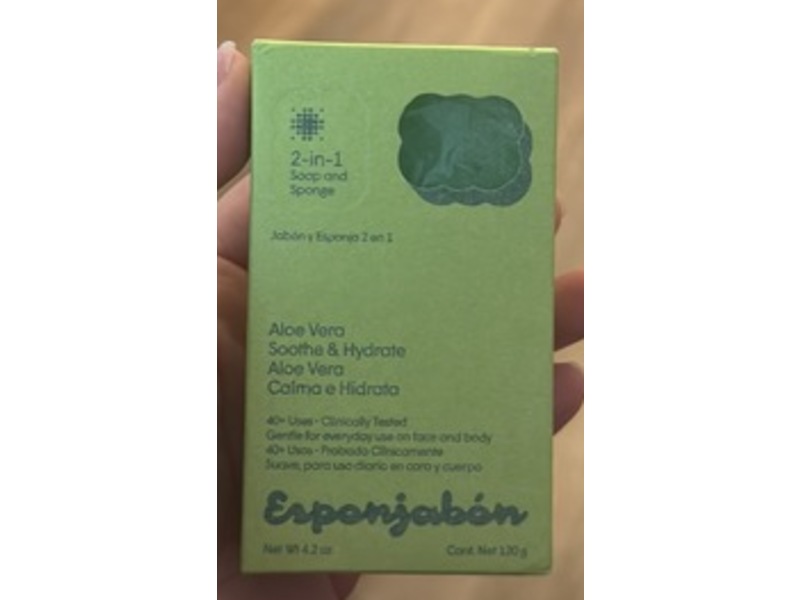 2-in-1
Soap and
Sponge
Jabón y Esponja 2 en 1
Aloe Vera
Soothe & Hydrate
Aloe Vera
Calma e Hidrata
40+ Uses - Clinically Tested
Gentle for everyday use on face and body
40+ Usos - Probado Clínicamente
Suave, para uso diario en cara y cuerpo
Esponjabón
Net Wt 4.2 oz
Cont. Net 120 g